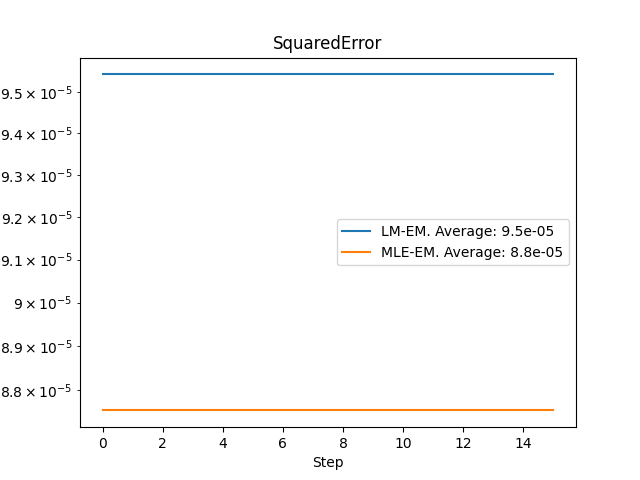 SquaredError
9.5 × 10⁻⁵
9.4 × 10⁻⁵
9.3 × 10⁻⁵
9.2 × 10⁻⁵
9.1 × 10⁻⁵
9 × 10⁻⁵
8.9 × 10⁻⁵
8.8 × 10⁻⁵
LM-EM. Average: 9.5e-05
MLE-EM. Average: 8.8e-05
0 2 4 6 8 10 12 14
Step